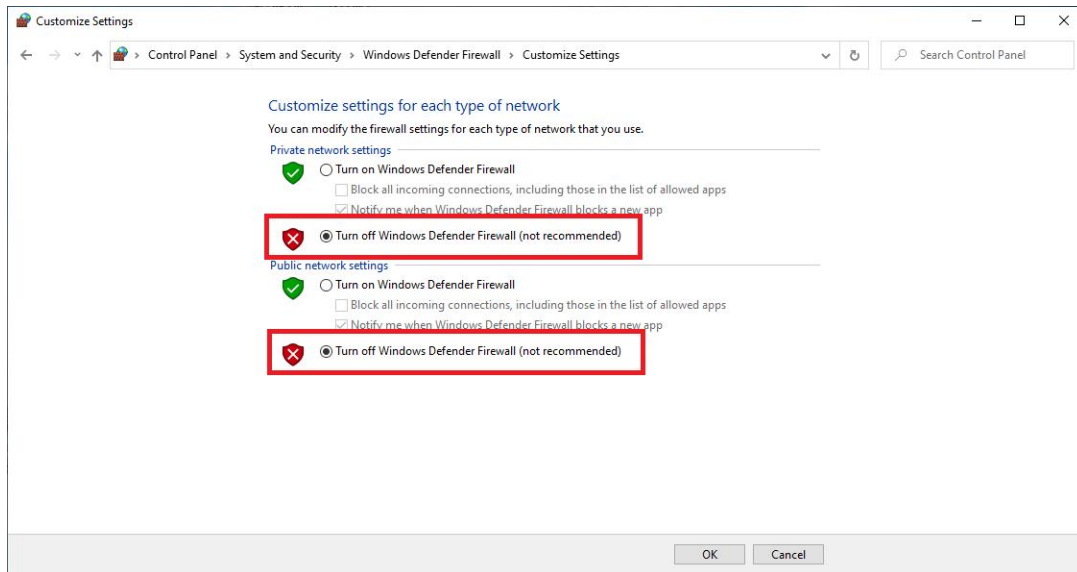 Customize Settings
Control Panel > System and Security > Windows Defender Firewall > Customize Settings
Search Control Panel
Customize settings for each type of network
You can modify the firewall settings for each type of network that you use.
Private network settings
Turn on Windows Defender Firewall
Block all incoming connections, including those in the list of allowed apps
Notify me when Windows Defender Firewall blocks a new app
Turn off Windows Defender Firewall (not recommended)
Public network settings
Turn on Windows Defender Firewall
Block all incoming connections, including those in the list of allowed apps
Notify me when Windows Defender Firewall blocks a new app
Turn off Windows Defender Firewall (not recommended)
OK Cancel